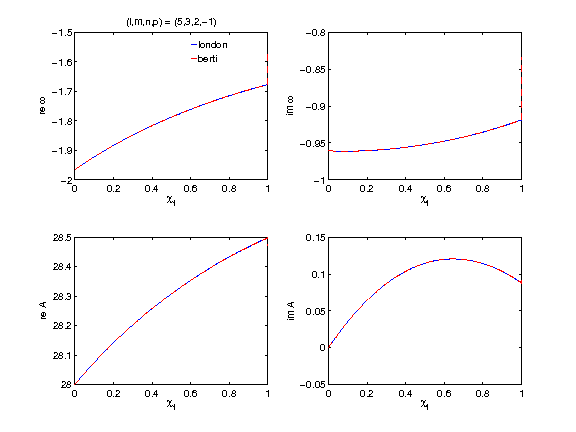 (l,m,n,p) = (5,3,2,−1)
−1.5
−1.6
−1.7
−1.8
−1.9
−2
re ω
0 0.2 0.4 0.6 0.8 1
χf
london
berti
−0.8
−0.85
−0.9
−0.95
−1
im ω
0 0.2 0.4 0.6 0.8 1
χf
28.5
28.4
28.3
28.2
28.1
28
re A
0 0.2 0.4 0.6 0.8 1
χf
0.15
0.1
0.05
0
−0.05
im A
0 0.2 0.4 0.6 0.8 1
χf